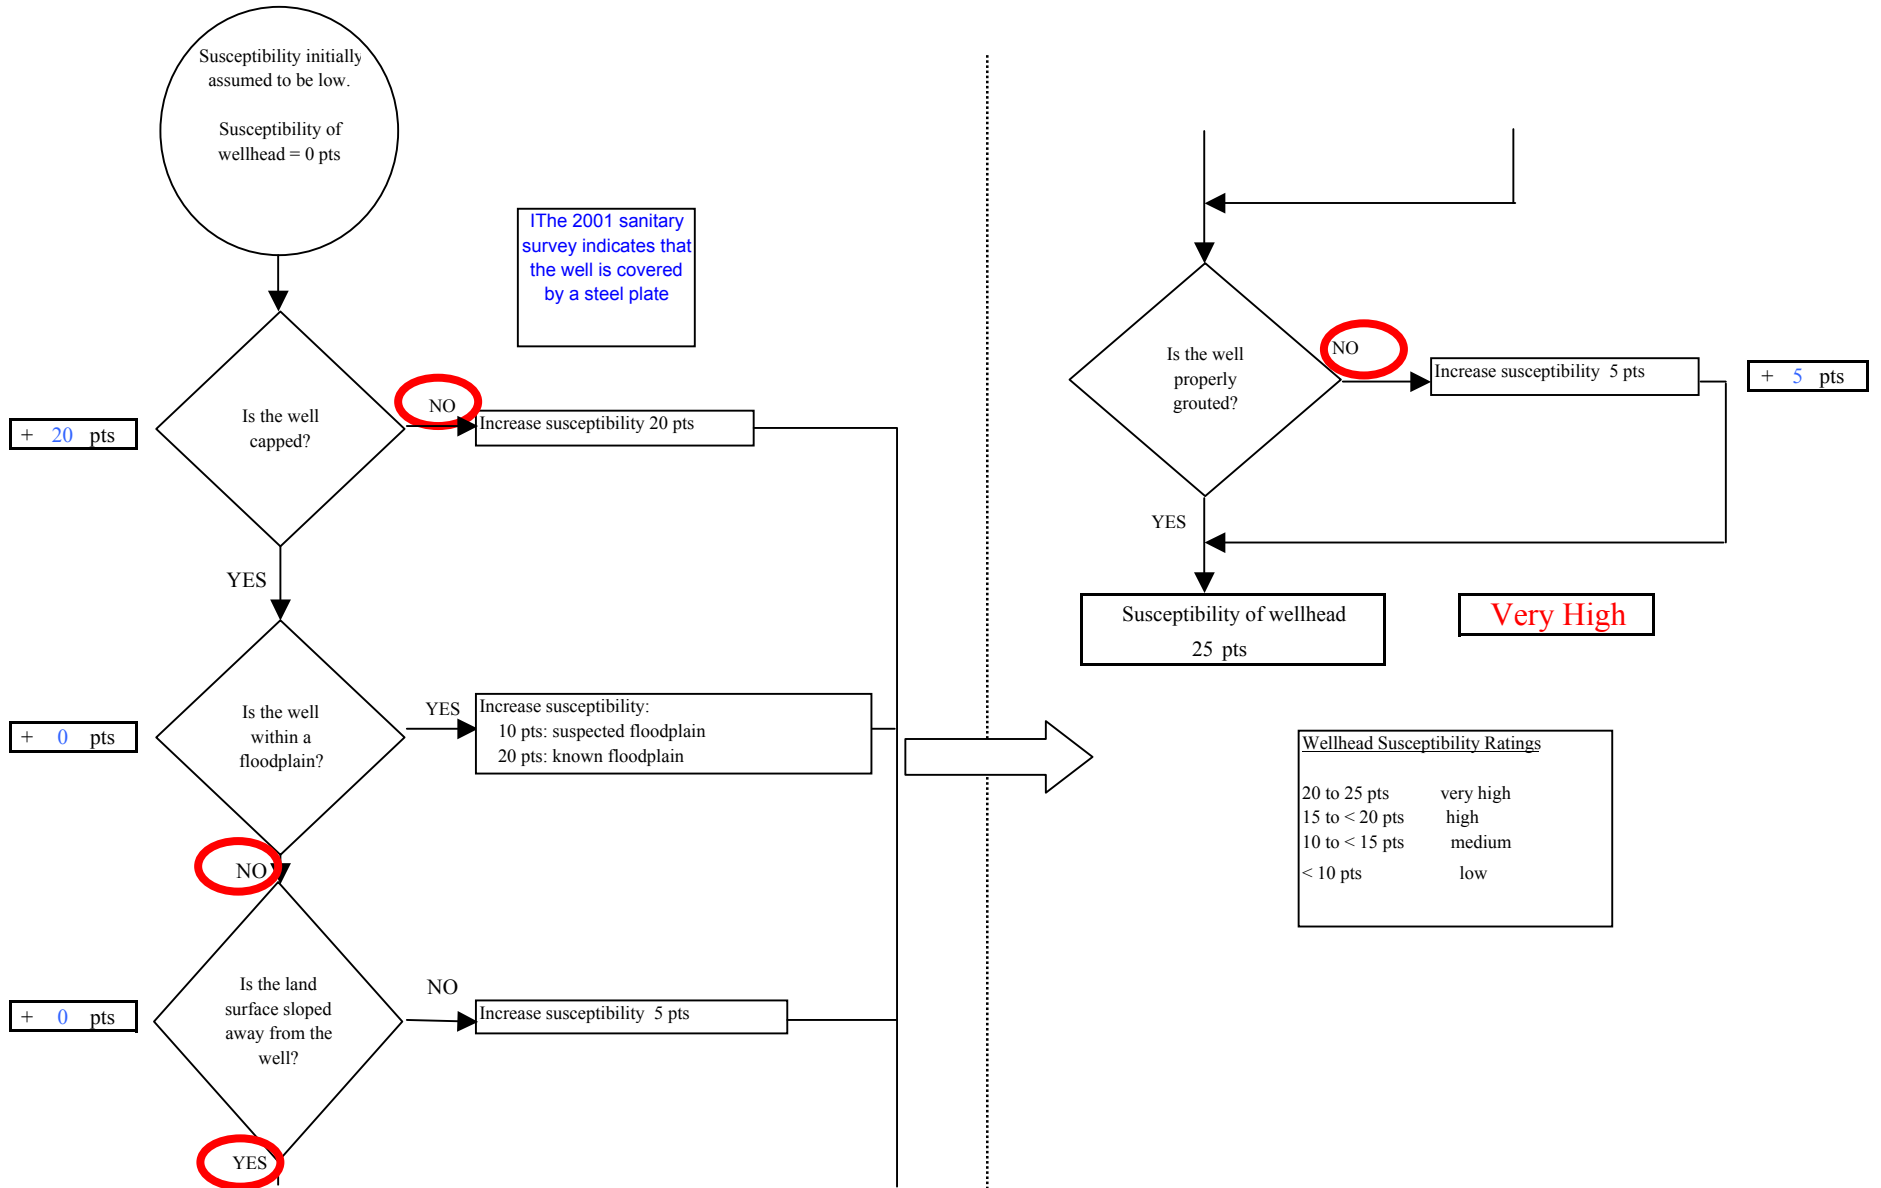 Susceptibility initially
assumed to be low.
Susceptibility of
wellhead = 0 pts
IThe 2001 sanitary
survey indicates that
the well is covered
by a steel plate
Is the well
capped?
NO
Increase susceptibility 20 pts
+ 20 pts
YES
Is the well
within a
floodplain?
YES
Increase susceptibility:
10 pts: suspected floodplain
20 pts: known floodplain
+ 0 pts
NO
Is the land
surface sloped
away from the
well?
NO
Increase susceptibility 5 pts
+ 0 pts
YES
Is the well
properly
grouted?
NO
Increase susceptibility 5 pts
+ 5 pts
YES
Susceptibility of wellhead
25 pts
Very High
Wellhead Susceptibility Ratings
20 to 25 pts very high
15 to < 20 pts high
10 to < 15 pts medium
< 10 pts low